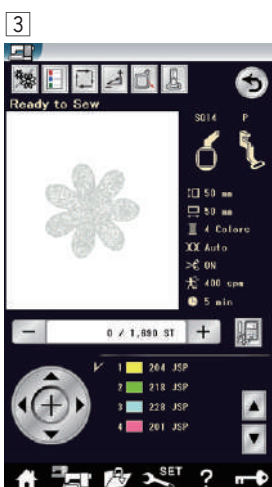 3
Ready to Sew
SQ14 P
50 mm
50 mm
4 Colors
Auto
ON
400 spm
5 min
− 0 / 1,890 ST +
1 204 JSP
2 218 JSP
3 228 JSP
4 201 JSP
SET ?